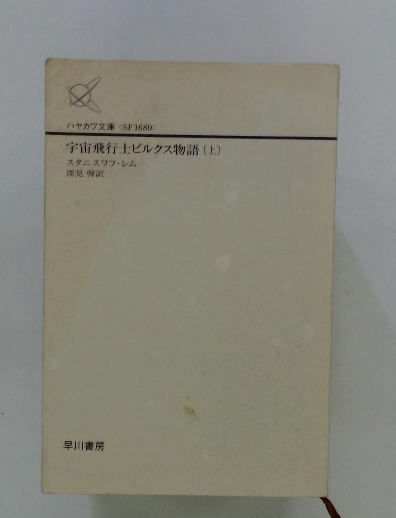 ハヤカワ文庫〈SF1680〉
宇宙飛行士ピルクス物語〔上〕
スタニスワフ・レム
深見 弾訳
早川書房